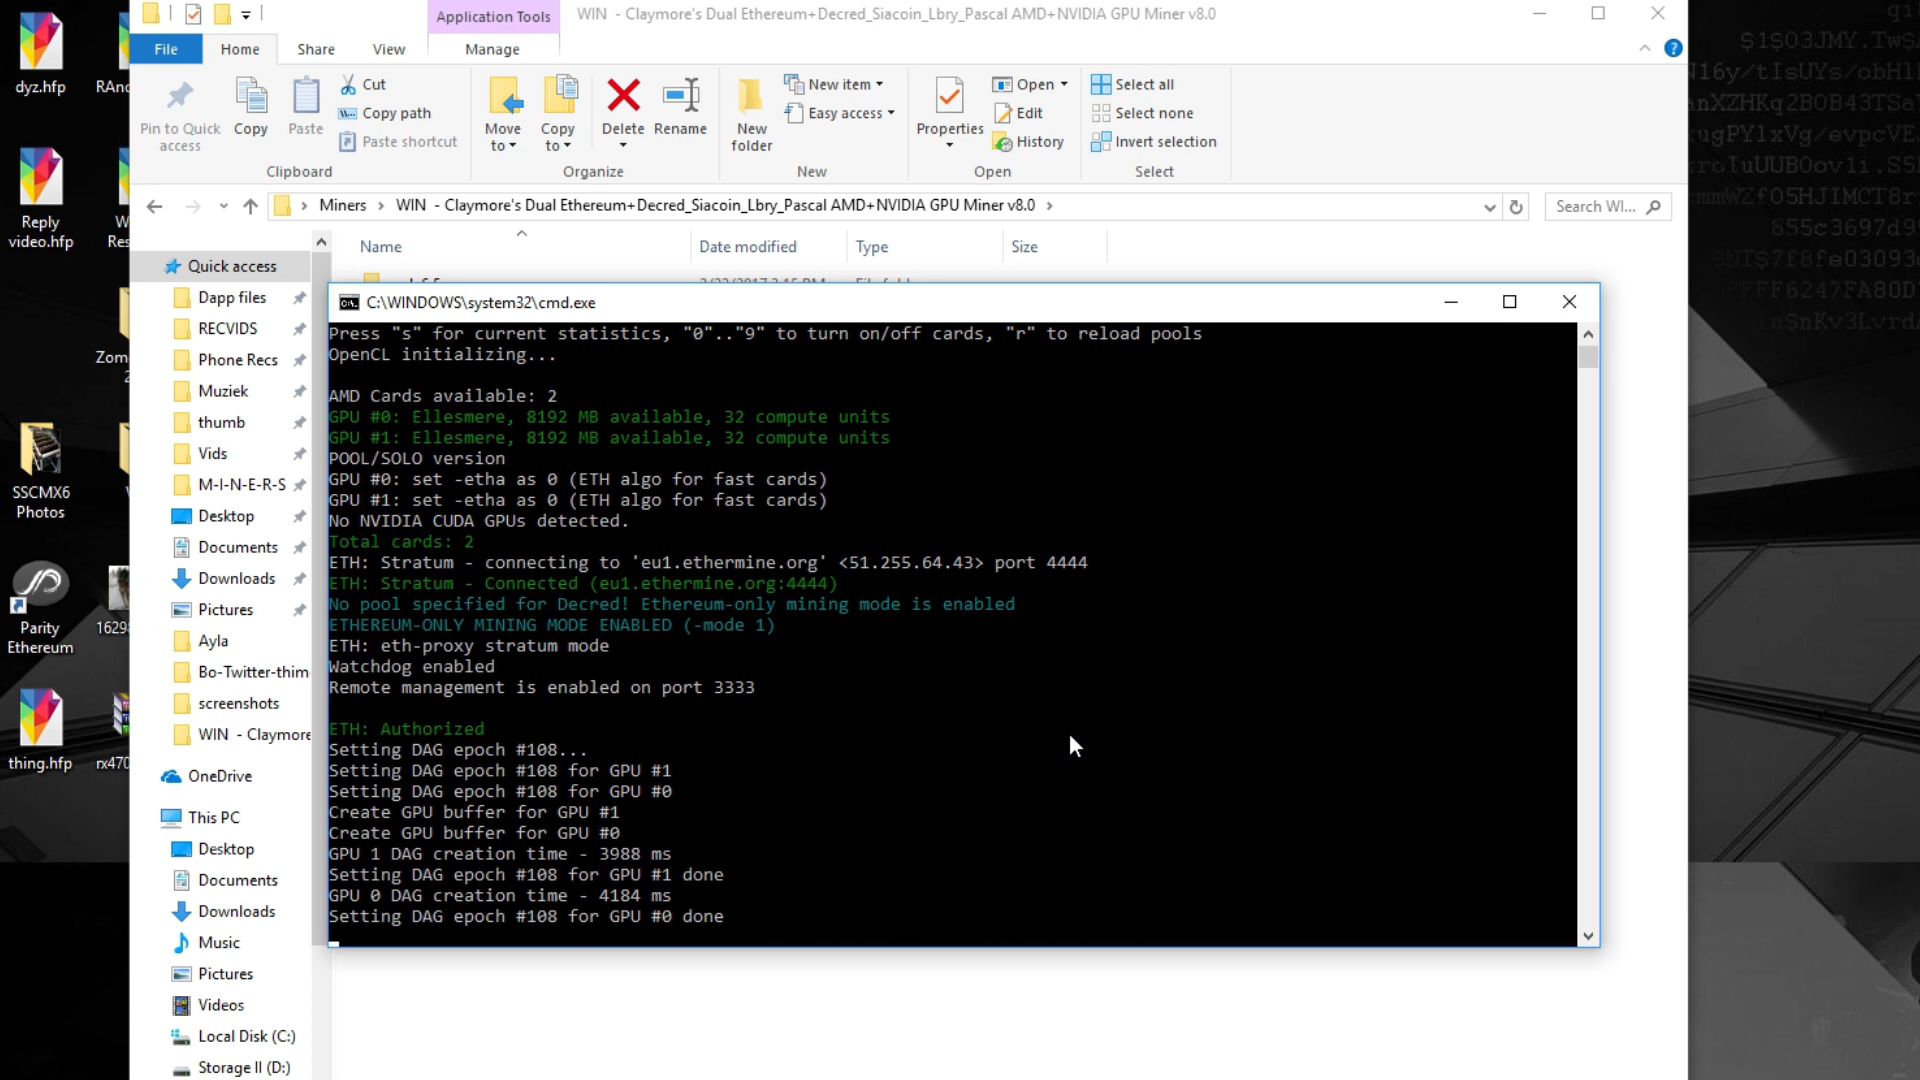 Application Tools
WIN  - Claymore's Dual Ethereum+Decred_Siacoin_Lbry_Pascal AMD+NVIDIA GPU Miner v8.0
File
Home
Share
View
Manage
Pin to Quick access
Copy
Paste
Cut
Copy path
Paste shortcut
Clipboard
Move to
Copy to
Delete
Rename
Organize
New folder
New item
Easy access
New
Properties
Open
Edit
History
Open
Select all
Select none
Invert selection
Select
Miners > WIN  - Claymore's Dual Ethereum+Decred_Siacoin_Lbry_Pascal AMD+NVIDIA GPU Miner v8.0 >
Search WI...
Name
Date modified
Type
Size
Quick access
Dapp files
RECVIDS
Phone Recs
Muziek
thumb
Vids
M-I-N-E-R-S
Desktop
Documents
Downloads
Pictures
Ayla
Bo-Twitter-thim
screenshots
WIN  - Claymore
OneDrive
This PC
Desktop
Documents
Downloads
Music
Pictures
Videos
Local Disk (C:)
Storage II (D:)
C:\WINDOWS\system32\cmd.exe
Press "s" for current statistics, "0".."9" to turn on/off cards, "r" to reload pools
OpenCL initializing...
AMD Cards available: 2
GPU #0: Ellesmere, 8192 MB available, 32 compute units
GPU #1: Ellesmere, 8192 MB available, 32 compute units
POOL/SOLO version
GPU #0: set -etha as 0 (ETH algo for fast cards)
GPU #1: set -etha as 0 (ETH algo for fast cards)
No NVIDIA CUDA GPUs detected.
Total cards: 2
ETH: Stratum - connecting to 'eu1.ethermine.org' <51.255.64.43> port 4444
ETH: Stratum - Connected (eu1.ethermine.org:4444)
No pool specified for Decred! Ethereum-only mining mode is enabled
ETHEREUM-ONLY MINING MODE ENABLED (-mode 1)
ETH: eth-proxy stratum mode
Watchdog enabled
Remote management is enabled on port 3333
ETH: Authorized
Setting DAG epoch #108...
Setting DAG epoch #108 for GPU #1
Setting DAG epoch #108 for GPU #0
Create GPU buffer for GPU #1
Create GPU buffer for GPU #0
GPU 1 DAG creation time - 3988 ms
Setting DAG epoch #108 for GPU #1 done
GPU 0 DAG creation time - 4184 ms
Setting DAG epoch #108 for GPU #0 done
dyz.hfp
RAn
Reply
video.hfp
Res
SSCMX6
Photos
Zom
Parity
Ethereum
1629
thing.hfp
rx470
$1$O3JMY.Tw$
855c3697d9